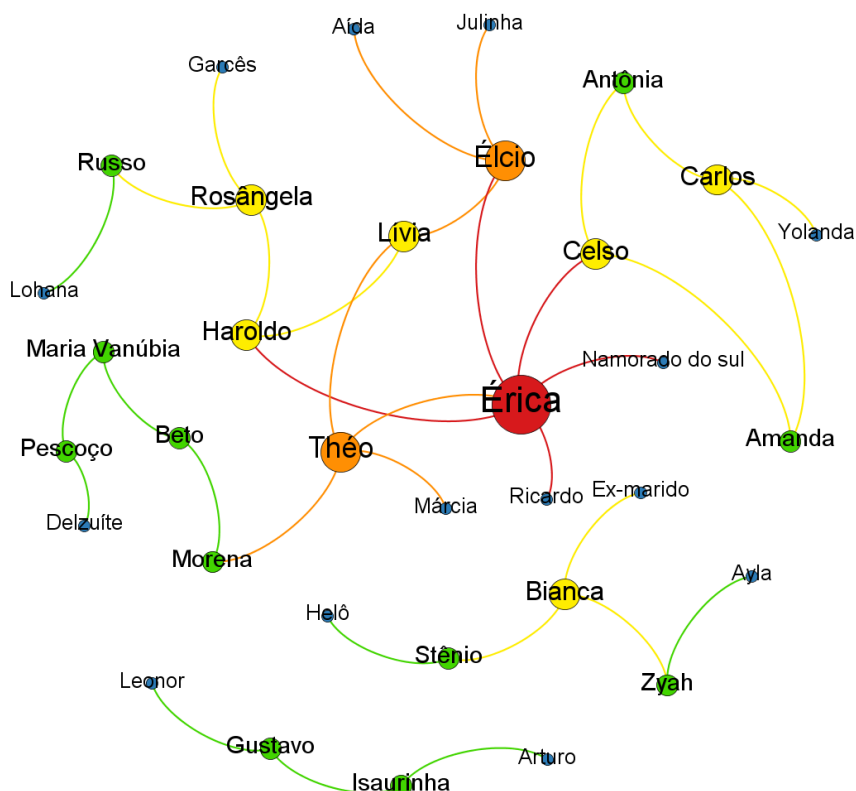 Aída
Julinha
Garcês
Antônia
Élcio
Russo
Carlos
Rosângela
Lívia
Yolanda
Celso
Lohana
Haroldo
Maria Vanúbia
Namorado do sul
Érica
Beto
Amanda
Pescoço
Théo
Ex-marido
Ricardo
Márcia
Delzuíte
Morena
Ayla
Bianca
Helô
Stênio
Leonor
Zyah
Gustavo
Arturo
Isaurinha